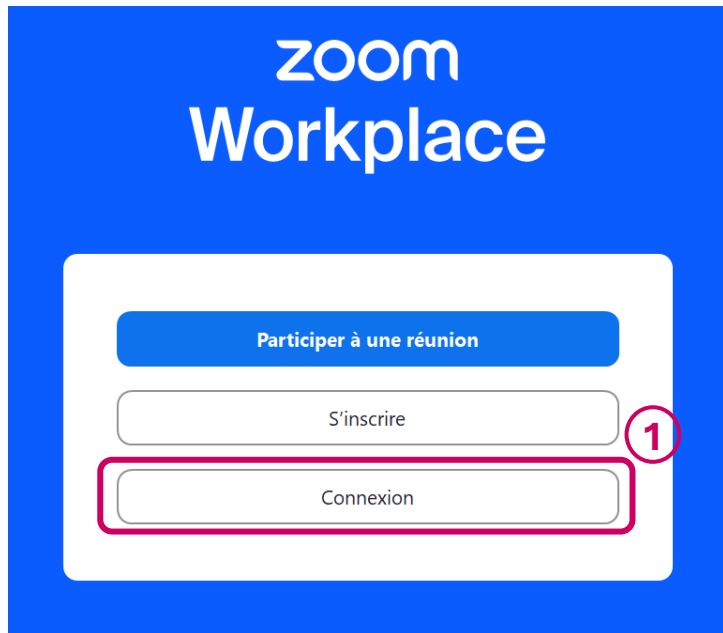 zoom
Workplace
Participer à une réunion
S'inscrire
1
Connexion